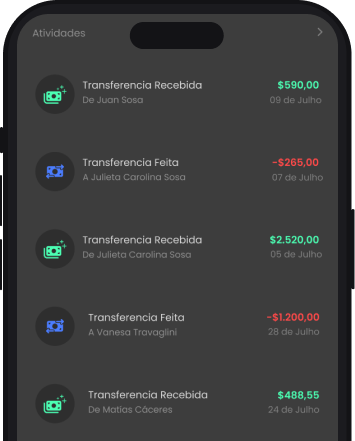 Atividades
Transferencia Recebida
$590,00
De Juan Sosa
09 de Julho
Transferencia Feita
-$265,00
A Julieta Carolina Sosa
07 de Julho
Transferencia Recebida
$2.520,00
De Julieta Carolina Sosa
05 de Julho
Transferencia Feita
-$1.200,00
A Vanesa Travaglini
28 de Julho
Transferencia Recebida
$488,55
De Matias Cáceres
24 de Julho